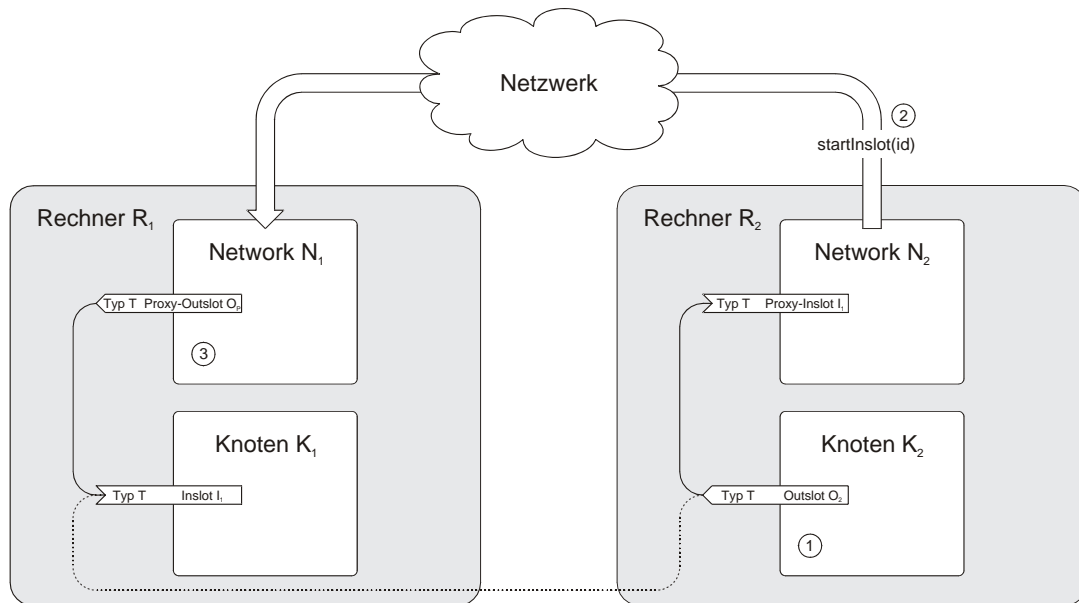 Netzwerk
2
startInslot(id)
Rechner R1
Network N1
Typ T Proxy-Outslot OP
3
Knoten K1
Typ T Inslot I1
Rechner R2
Network N2
Typ T Proxy-Inslot I1
Knoten K2
Typ T Outslot O2
1